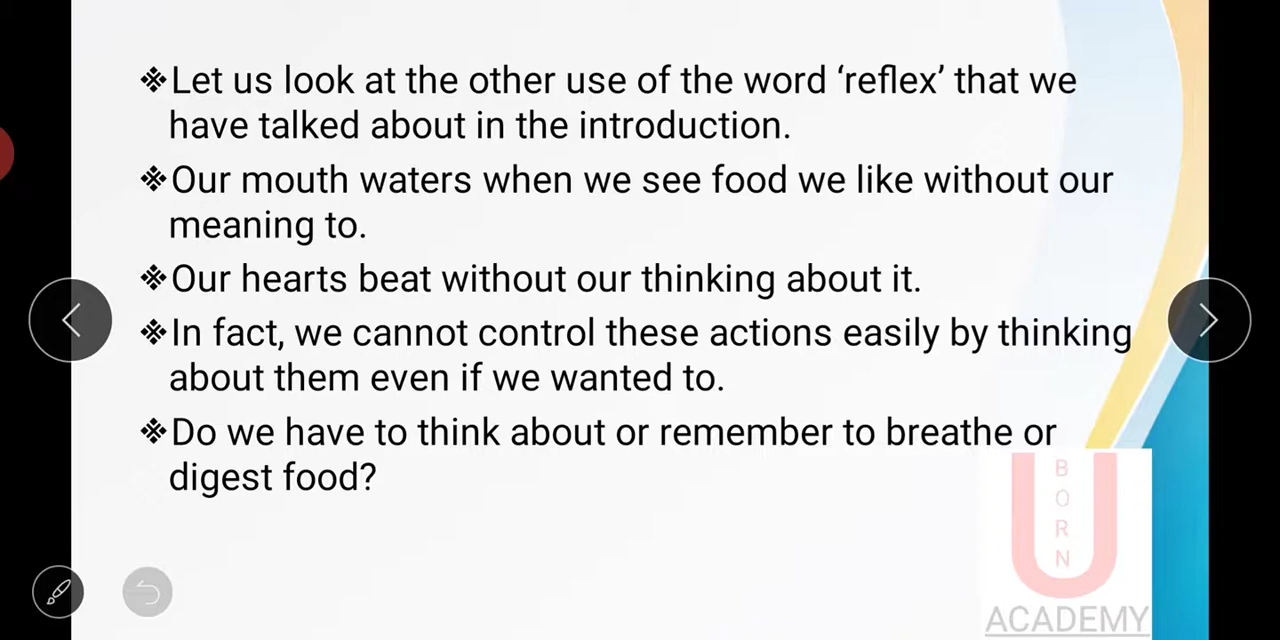 ❖Let us look at the other use of the word ‘reflex’ that we
have talked about in the introduction.
❖Our mouth waters when we see food we like without our
meaning to.
❖Our hearts beat without our thinking about it.
❖In fact, we cannot control these actions easily by thinking
about them even if we wanted to.
❖Do we have to think about or remember to breathe or
digest food?
U
BORN
ACADEMY